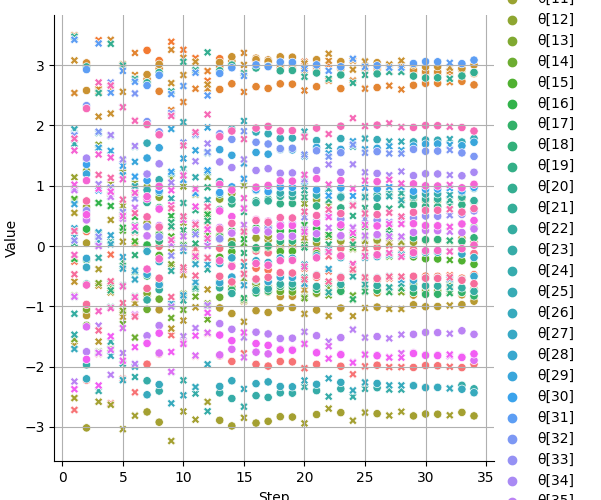 Value
3
2
1
0
−1
−2
−3
0
5
10
15
20
25
30
35
Step
θ[11]
θ[12]
θ[13]
θ[14]
θ[15]
θ[16]
θ[17]
θ[18]
θ[19]
θ[20]
θ[21]
θ[22]
θ[23]
θ[24]
θ[25]
θ[26]
θ[27]
θ[28]
θ[29]
θ[30]
θ[31]
θ[32]
θ[33]
θ[34]
θ[35]